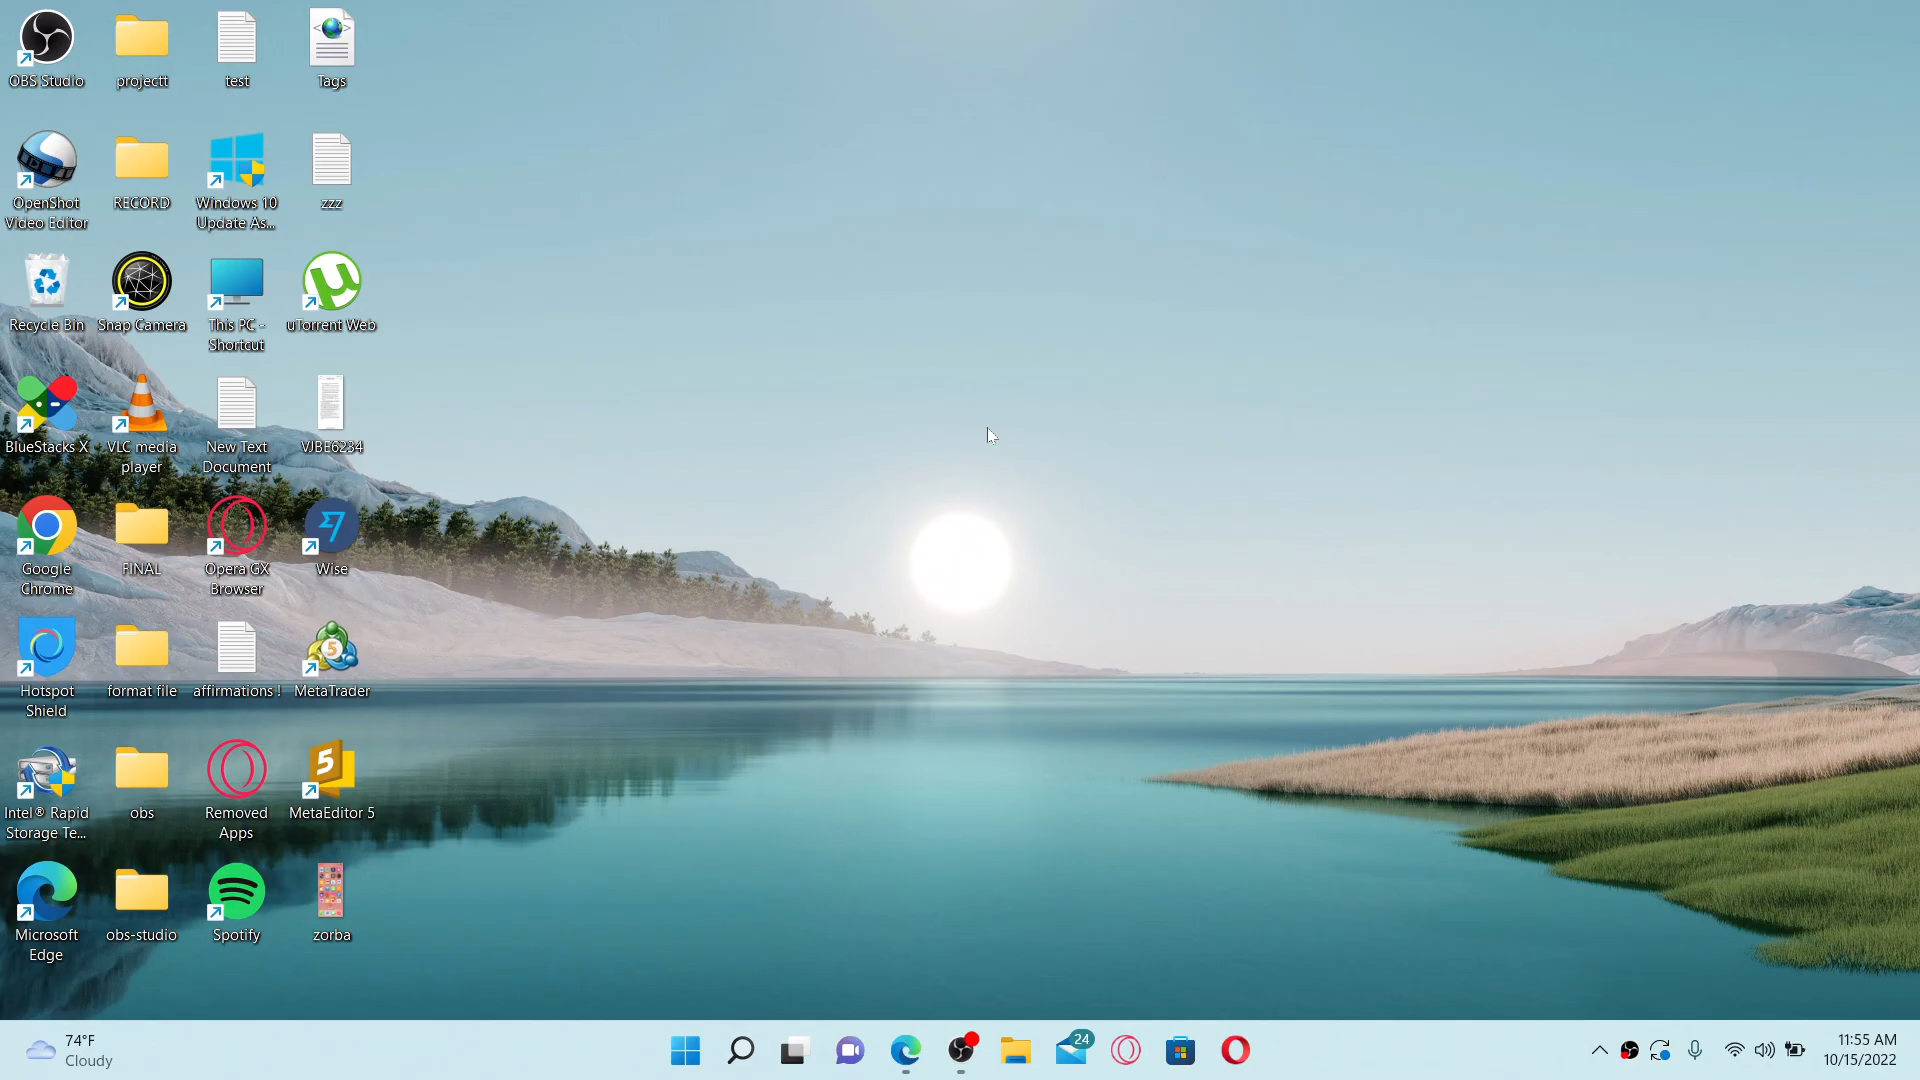 OBS Studio
projectt
test
Tags
OpenShot
Video Editor
RECORD
Windows 10
Update As...
zzz
Recycle Bin
Snap Camera
This PC -
Shortcut
uTorrent Web
BlueStacks X
VLC media
player
New Text
Document
VJBE6234
Google
Chrome
FINAL
Opera GX
Browser
Wise
Hotspot
Shield
format file
affirmations !
MetaTrader
Intel® Rapid
Storage Te...
obs
Removed
Apps
MetaEditor 5
Microsoft
Edge
obs-studio
Spotify
zorba
74°F
Cloudy
24
11:55 AM
10/15/2022